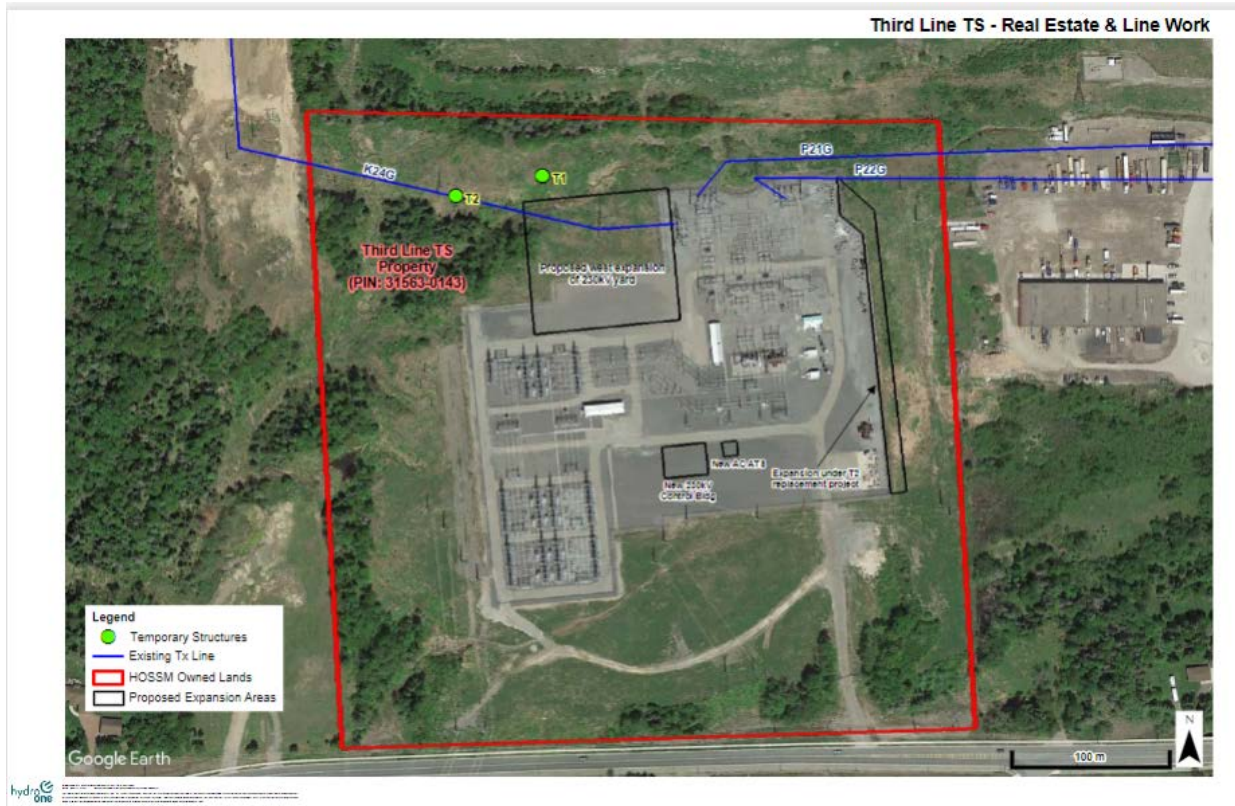 Third Line TS - Real Estate & Line Work
K24G
P21G
P22G
T1
T2
Third Line TS
Property
(PIN: 31563-0143)
Proposed west expansion
of 230kV yard
New AC ATS
New 230kV
Control Bldg
Expansion under T2
replacement project
Legend
Temporary Structures
Existing Tx Line
HOSSM Owned Lands
Proposed Expansion Areas
N
Google Earth
100 m
hydro
one